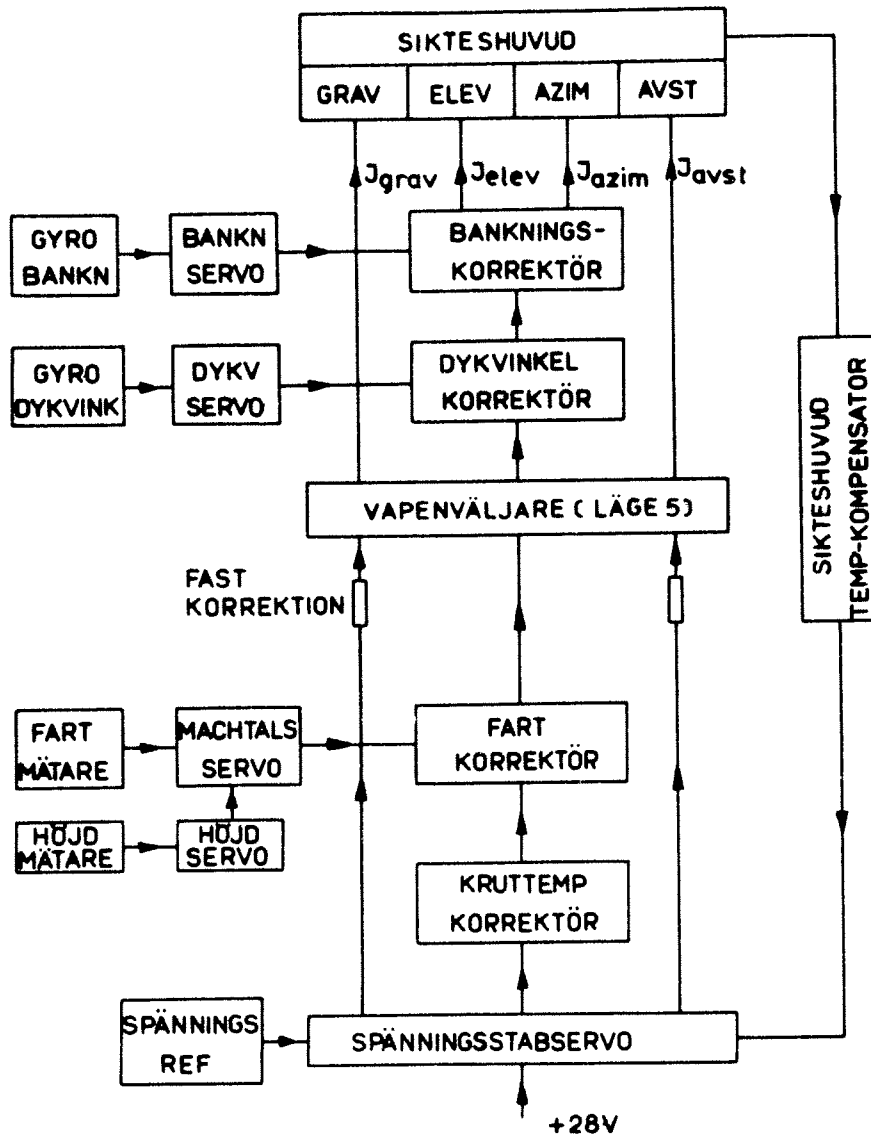 SIKTESHUVUD
GRAV
ELEV
AZIM
AVST
Jgrav
Jelev
Jazim
Javst
GYRO
BANKN
BANKN
SERVO
BANKNINGS-
KORREKTÖR
GYRO
DYKVINK
DYKV
SERVO
DYKVINKEL
KORREKTÖR
SIKTESHUVUD
TEMP-KOMPENSATOR
VAPENVÄLJARE ( LÄGE 5)
FAST
KORREKTION
FART
MÄTARE
MACHTALS
SERVO
FART
KORREKTÖR
HÖJD
MÄTARE
HÖJD
SERVO
KRUTTEMP
KORREKTÖR
SPÄNNINGS
REF
SPÄNNINGSSTABSERVO
+28V